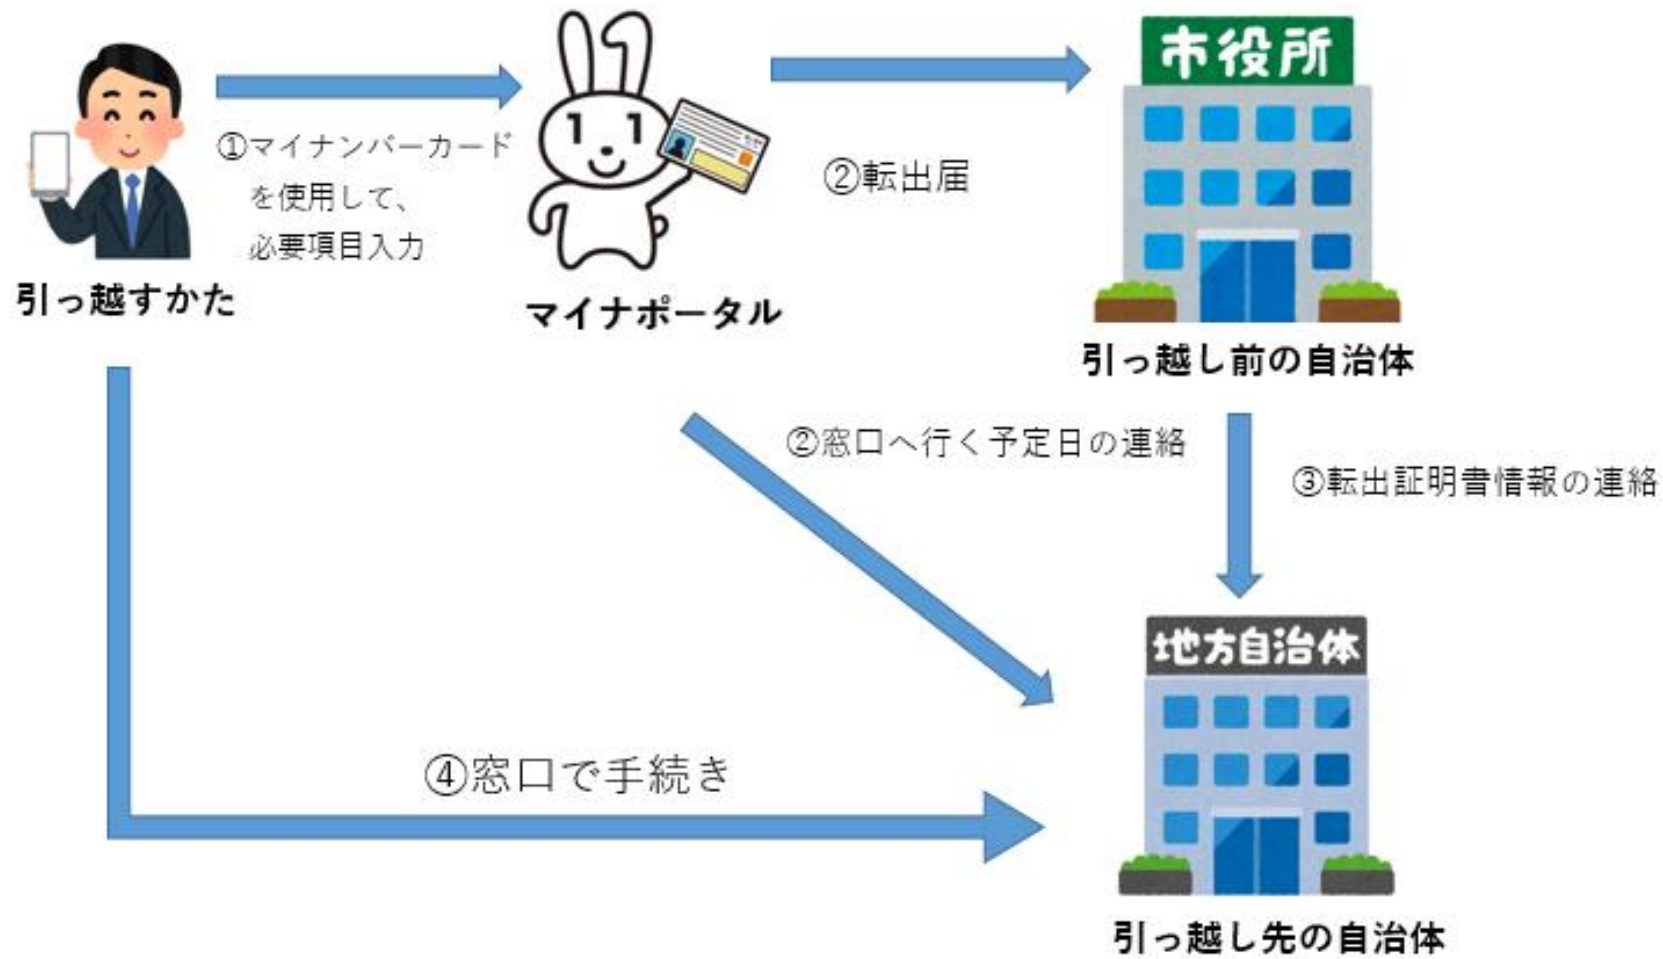 市役所
①マイナンバーカード
を使用して、
必要項目入力
②転出届
引っ越すかた
マイナポータル
引っ越し前の自治体
②窓口へ行く予定日の連絡
③転出証明書情報の連絡
地方自治体
④窓口で手続き
引っ越し先の自治体